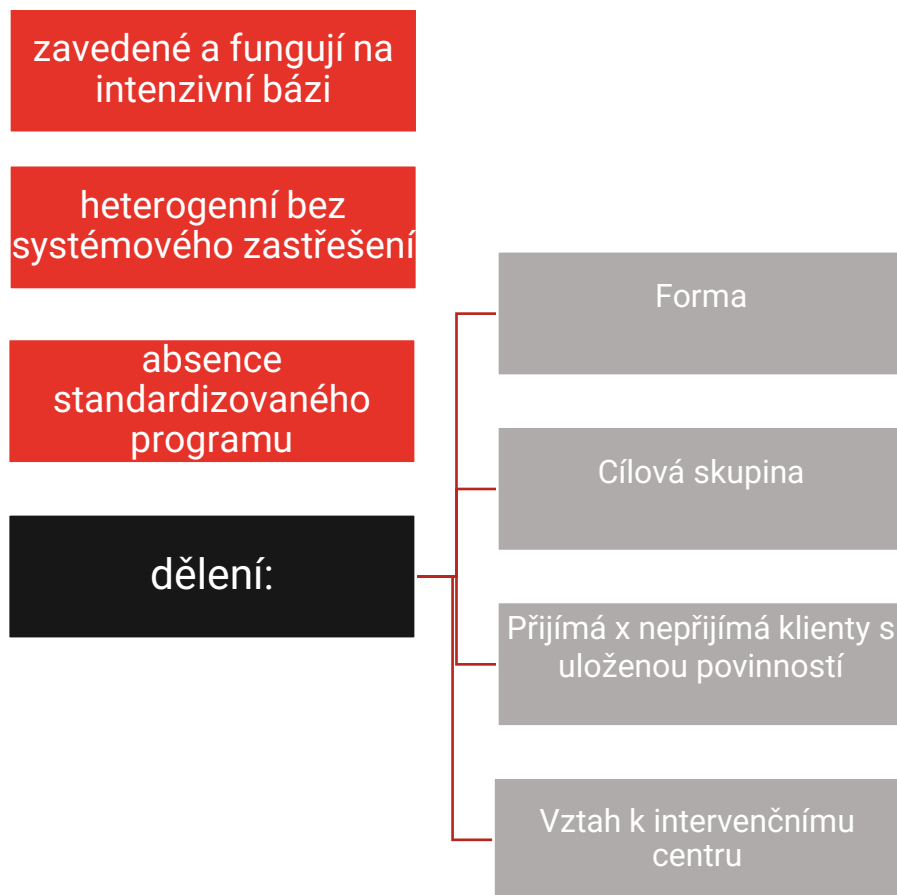 zavedené a fungují na
intenzivní bázi
heterogenní bez
systémového zastřešení
absence
standardizovaného
programu
dělení:
Forma
Cílová skupina
Přijímá x nepřijímá klienty s
uloženou povinností
Vztah k intervenčnímu
centru